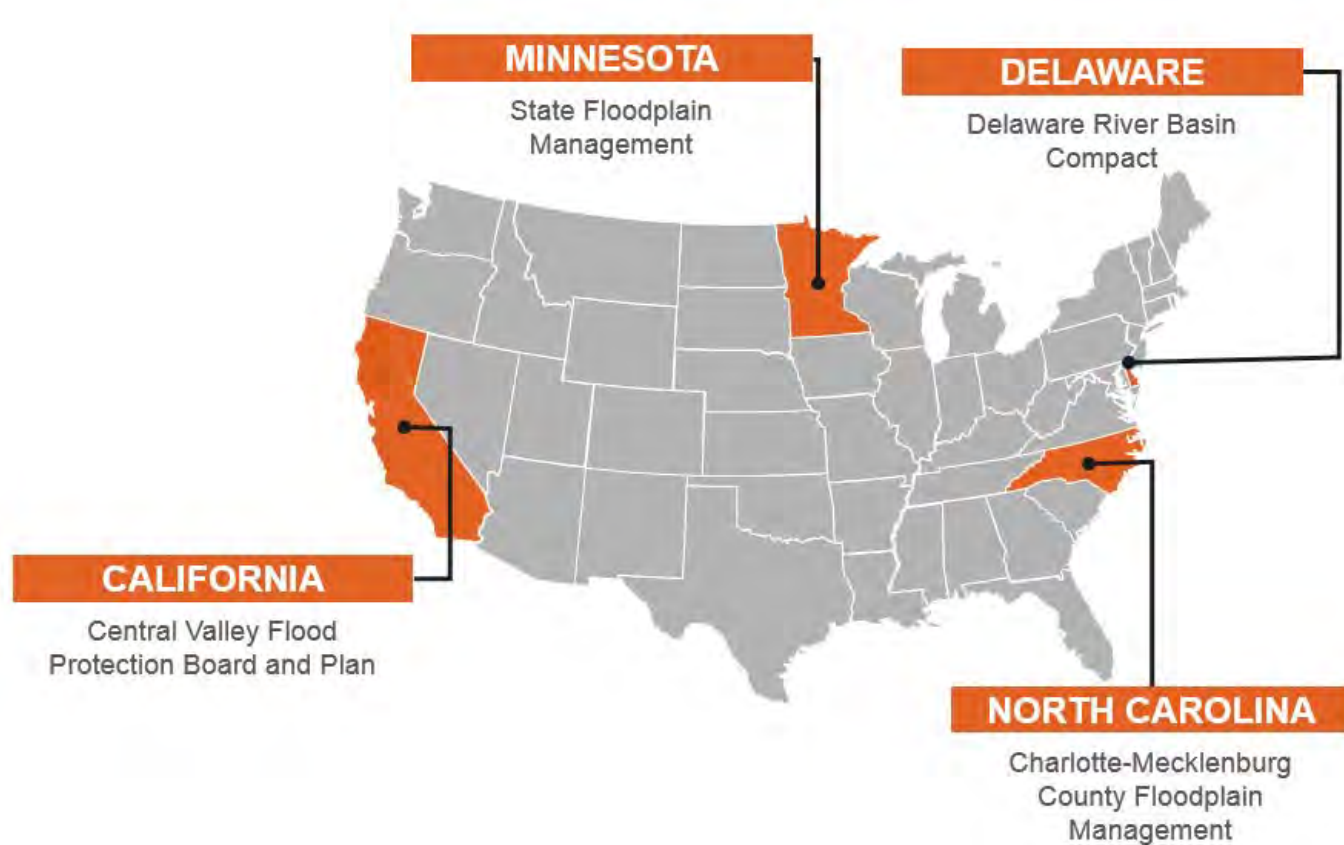 MINNESOTA
State Floodplain
Management
DELAWARE
Delaware River Basin
Compact
CALIFORNIA
Central Valley Flood
Protection Board and Plan
NORTH CAROLINA
Charlotte-Mecklenburg
County Floodplain
Management